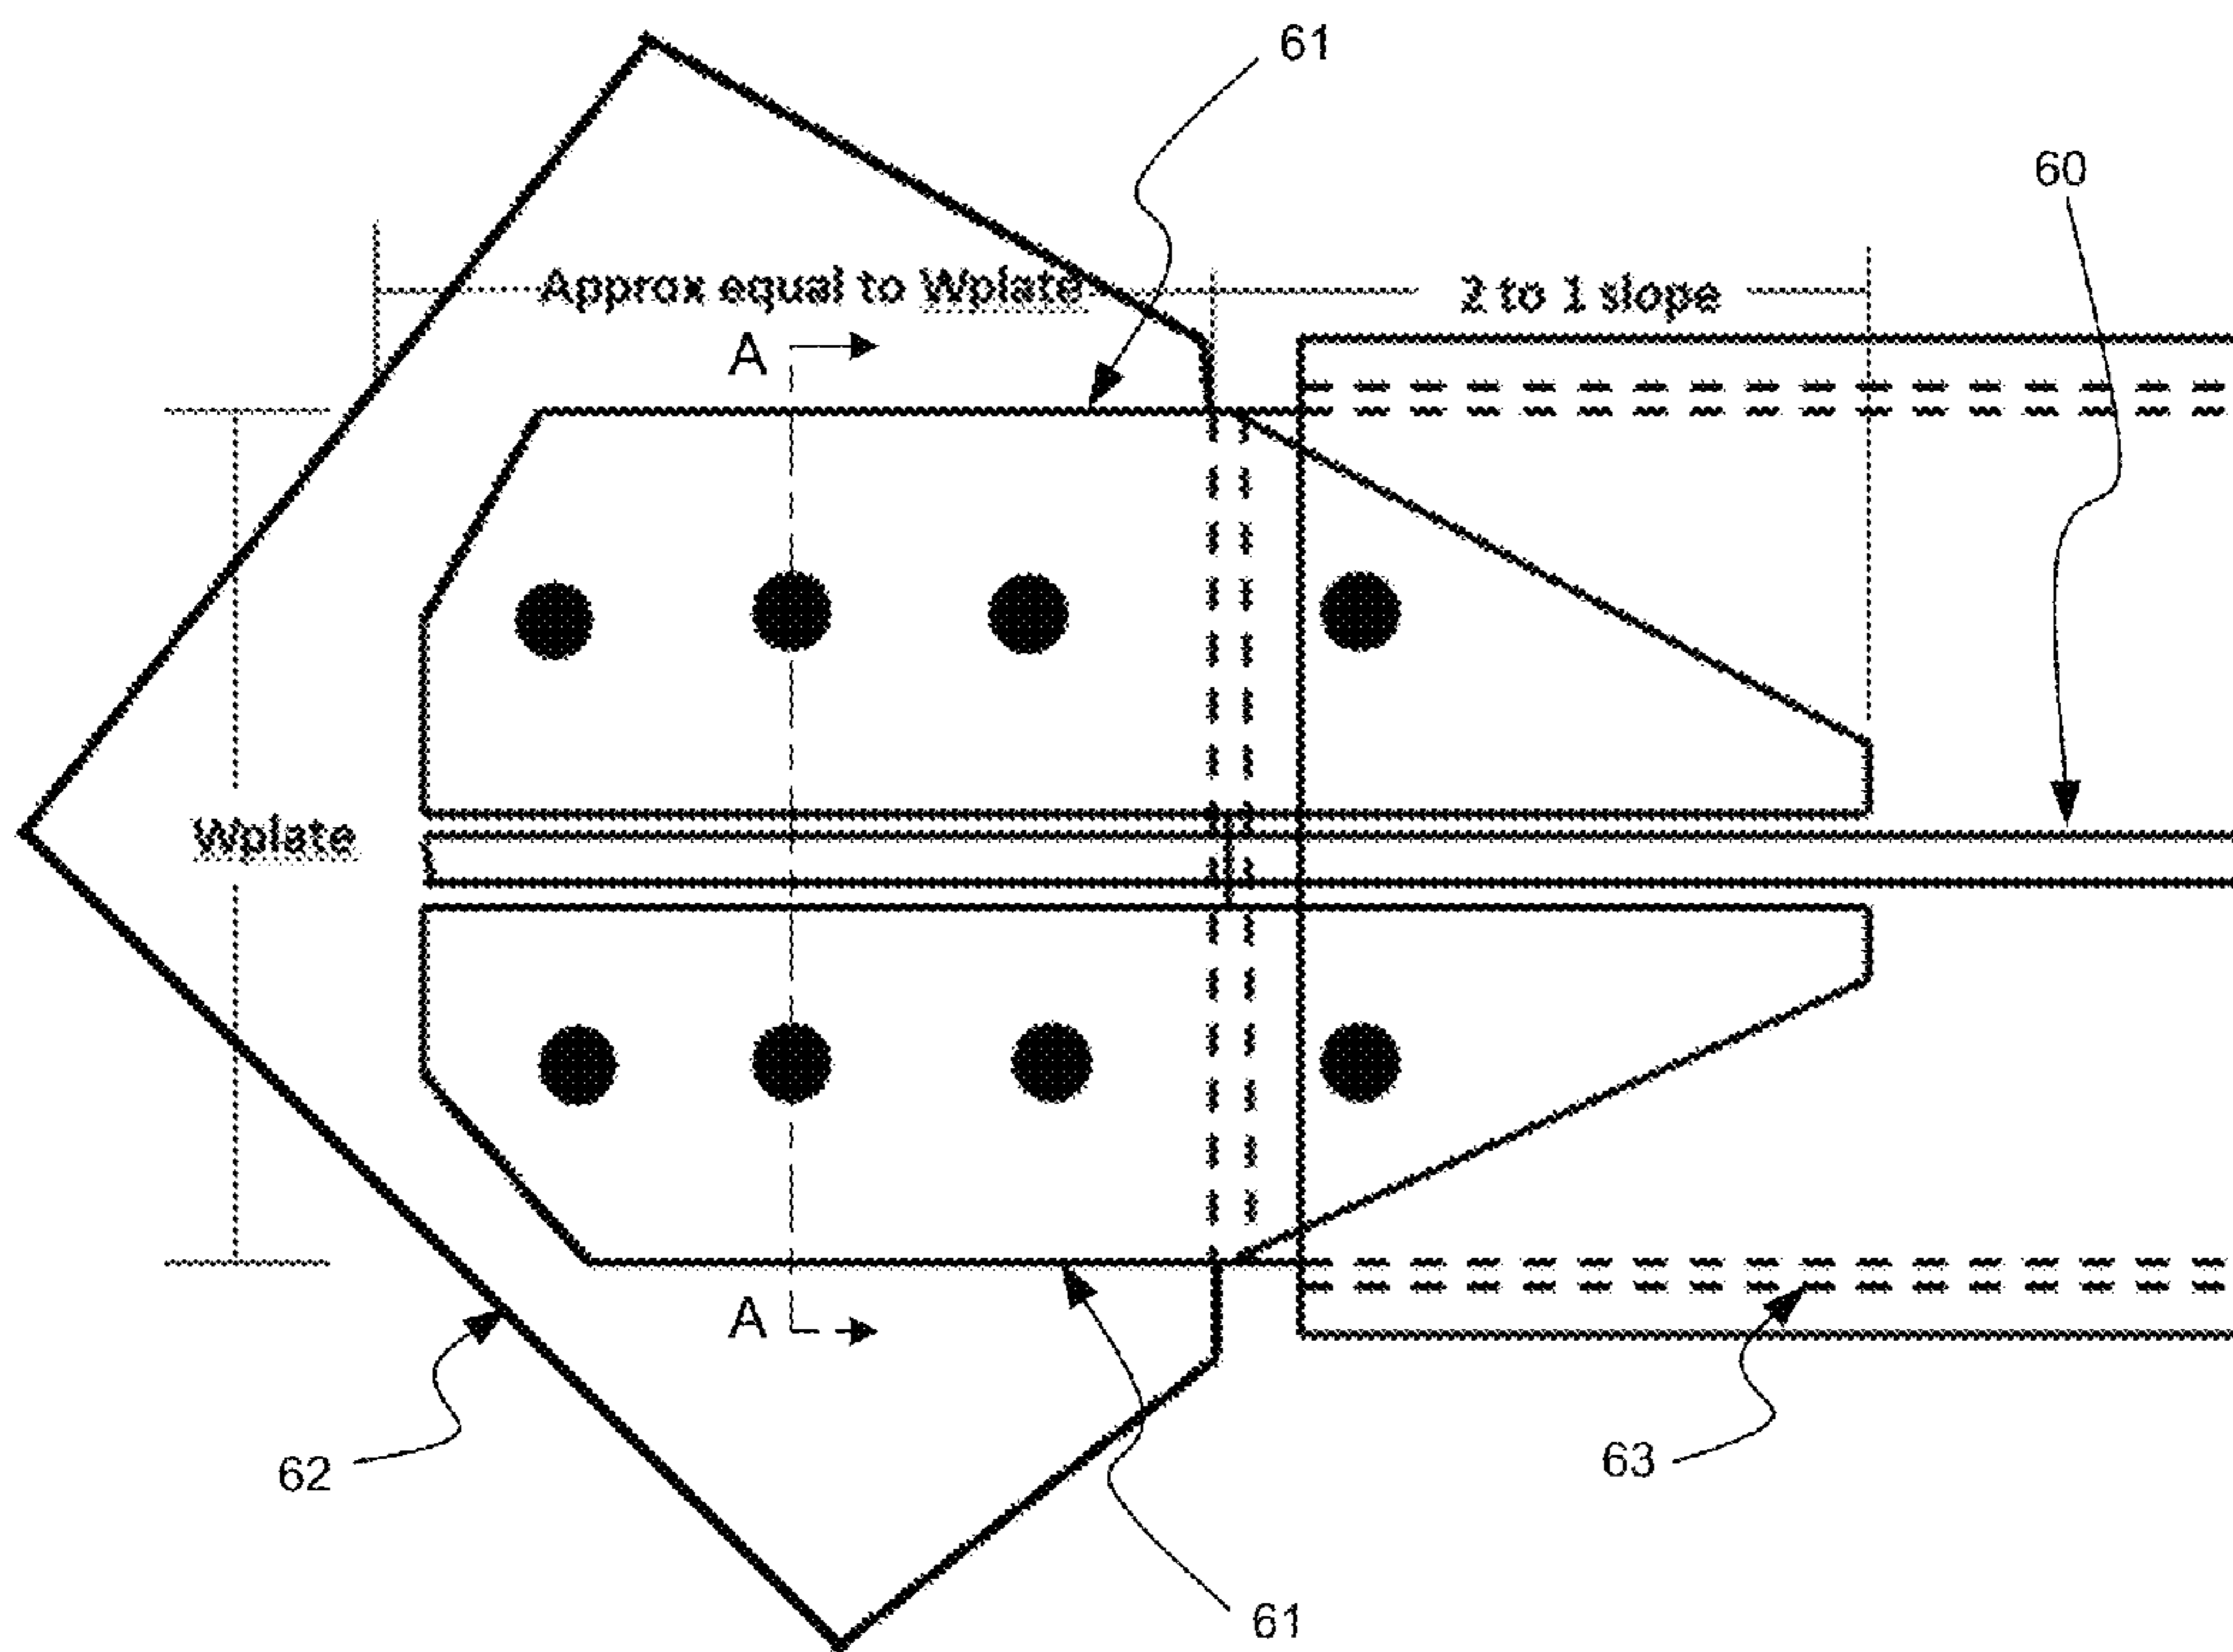 61
60
Approx equal to Wplate
2 to 1 slope
A
Wplate
A
62
63
61